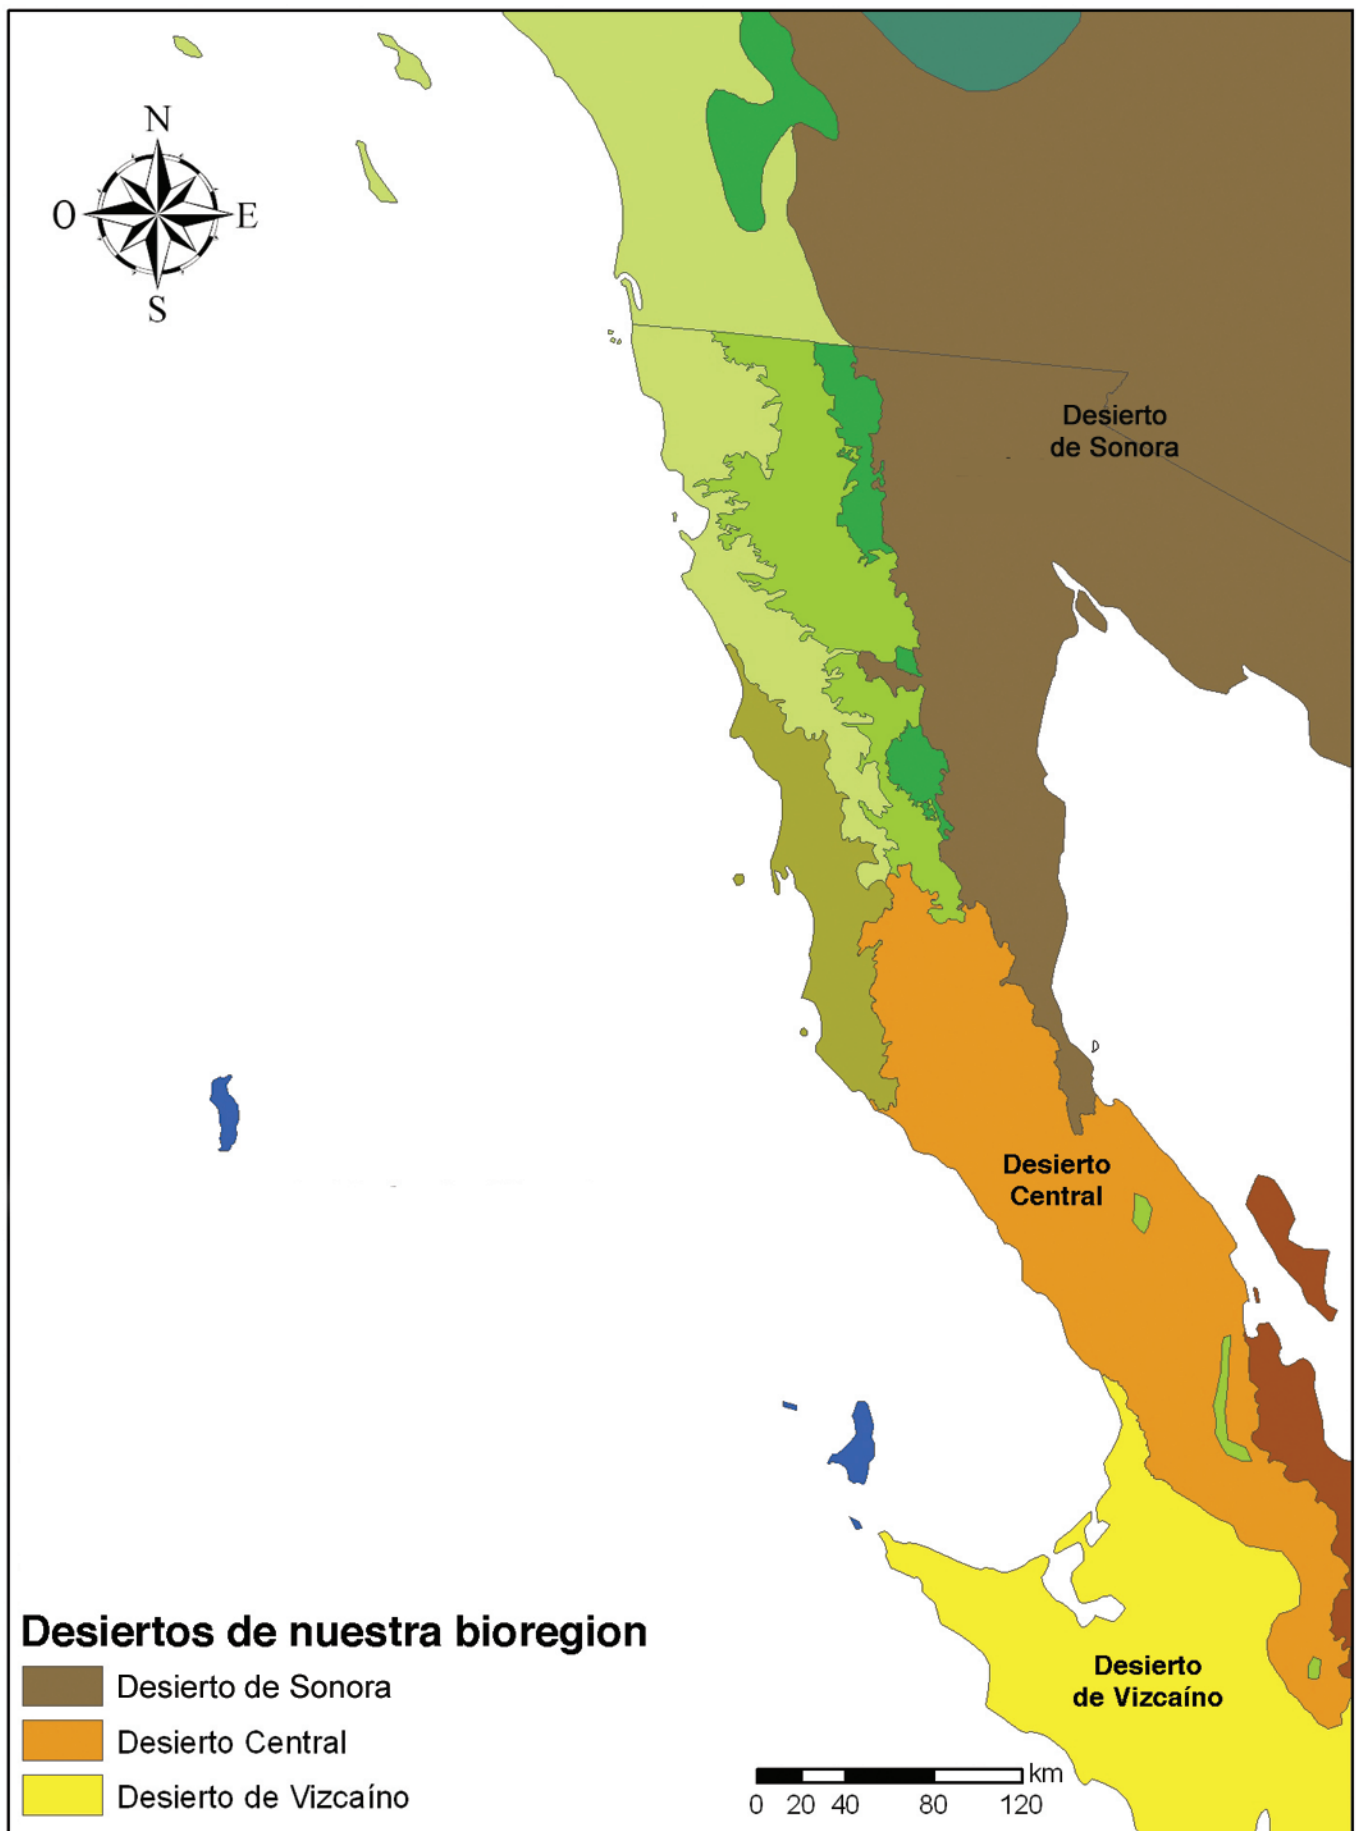 N
O
E
S
Desierto
de Sonora
D
Desierto
Central
Desierto
de Vizcaíno
Desiertos de nuestra bioregion
Desierto de Sonora
Desierto Central
Desierto de Vizcaíno
km
0 20 40 80 120